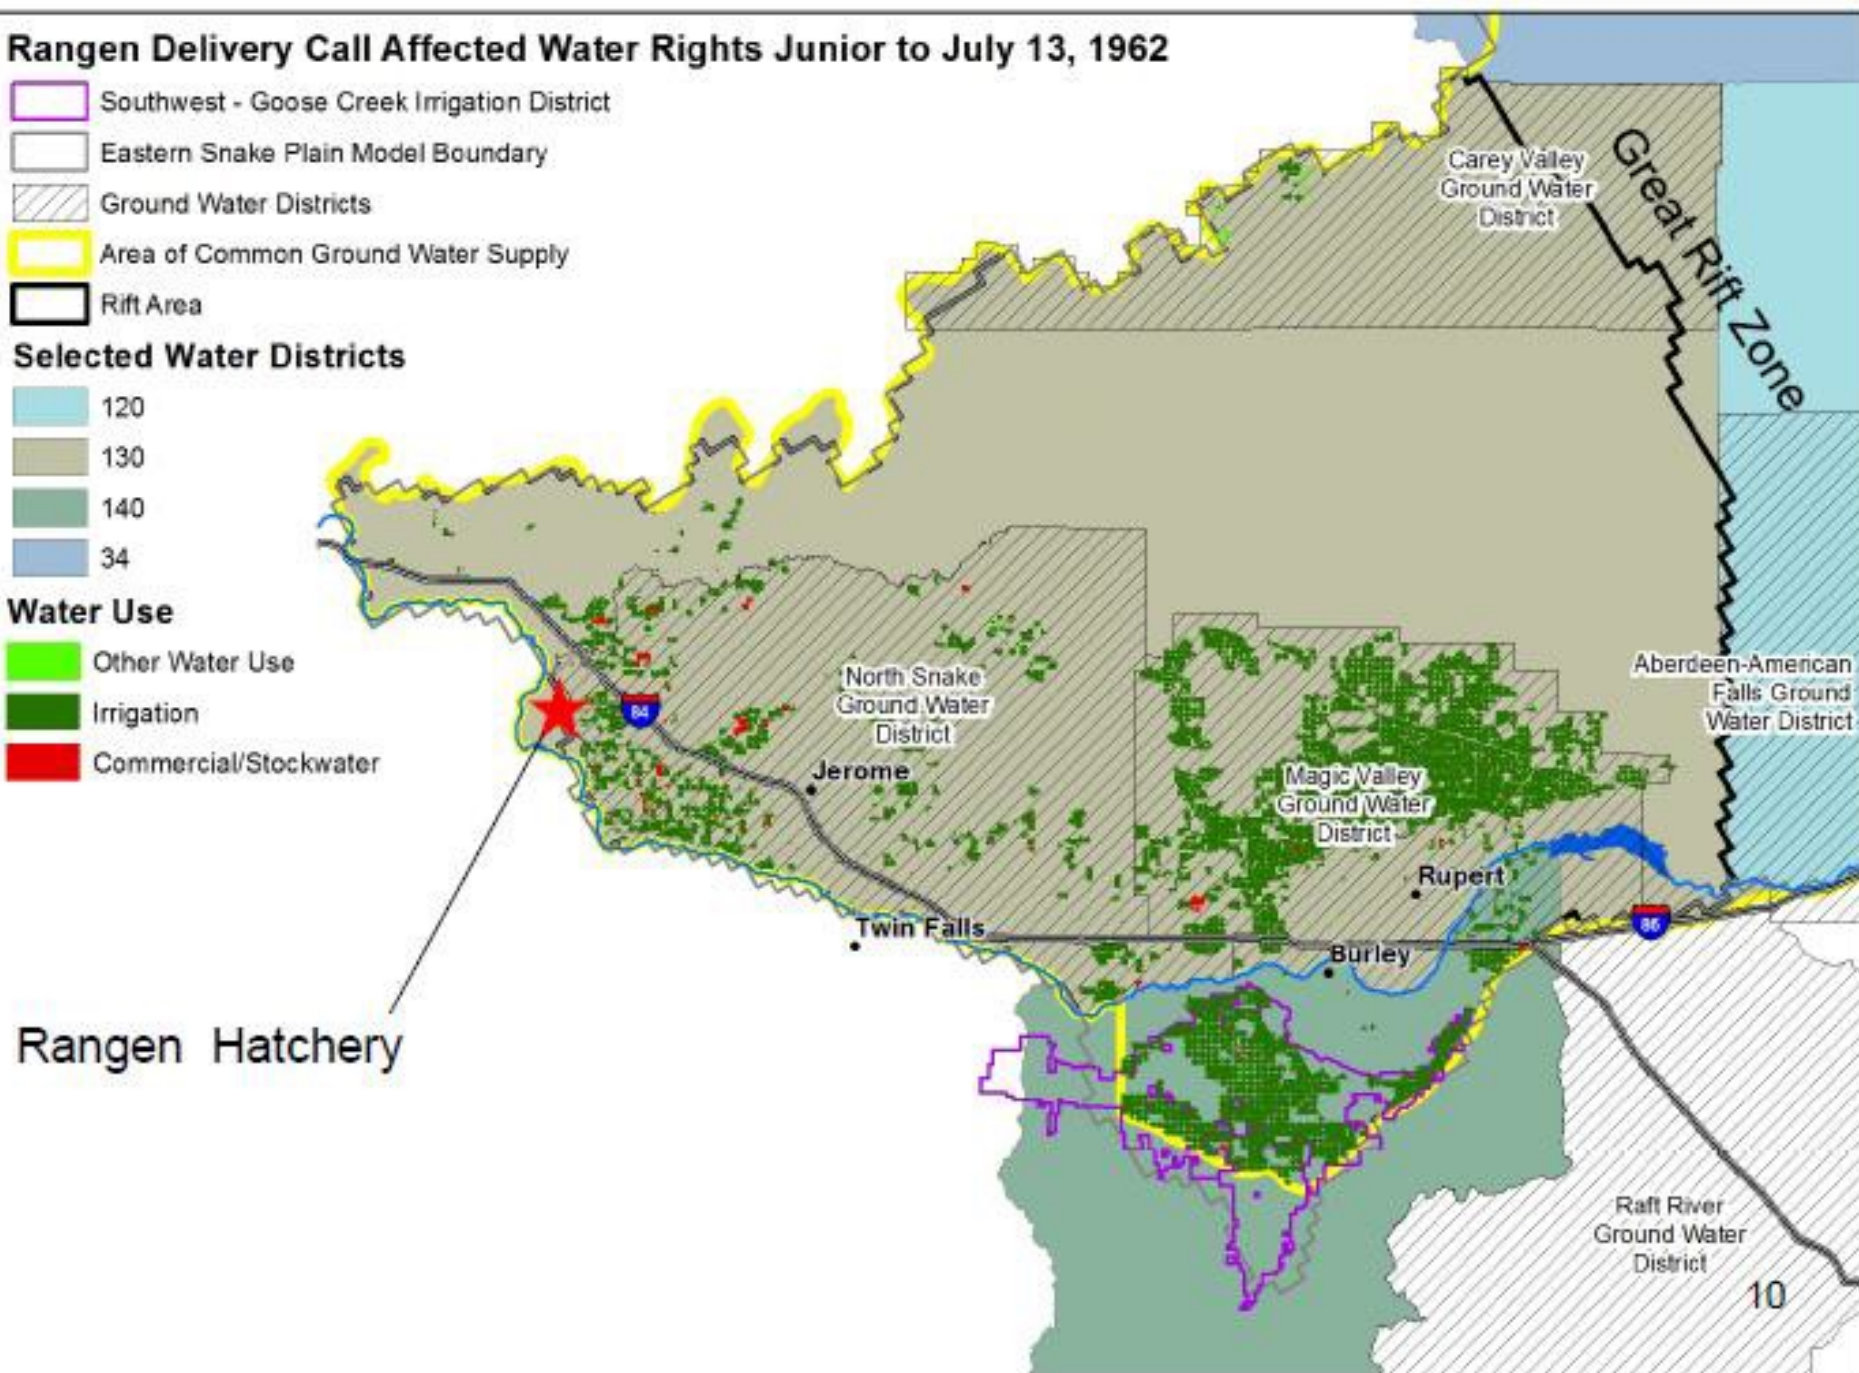 Rangen Delivery Call Affected Water Rights Junior to July 13, 1962
Southwest - Goose Creek Irrigation District
Eastern Snake Plain Model Boundary
Ground Water Districts
Area of Common Ground Water Supply
Rift Area
Selected Water Districts
120
130
140
34
Water Use
Other Water Use
Irrigation
Commercial/Stockwater
Carey Valley
Ground Water
District
Great Rift Zone
North Snake
Ground Water
District
84
Jerome
Magic Valley
Ground Water
District
Aberdeen-American
Falls Ground
Water District
Rupert
Twin Falls
86
Burley
Rangen Hatchery
Raft River
Ground Water
District
10